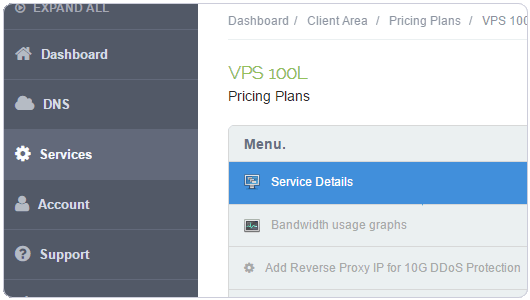 EXPAND ALL
Dashboard
DNS
Services
Account
Support
Dashboard / Client Area / Pricing Plans / VPS 100
VPS 100L
Pricing Plans
Menu.
Service Details
Bandwidth usage graphs
Add Reverse Proxy IP for 10G DDoS Protection